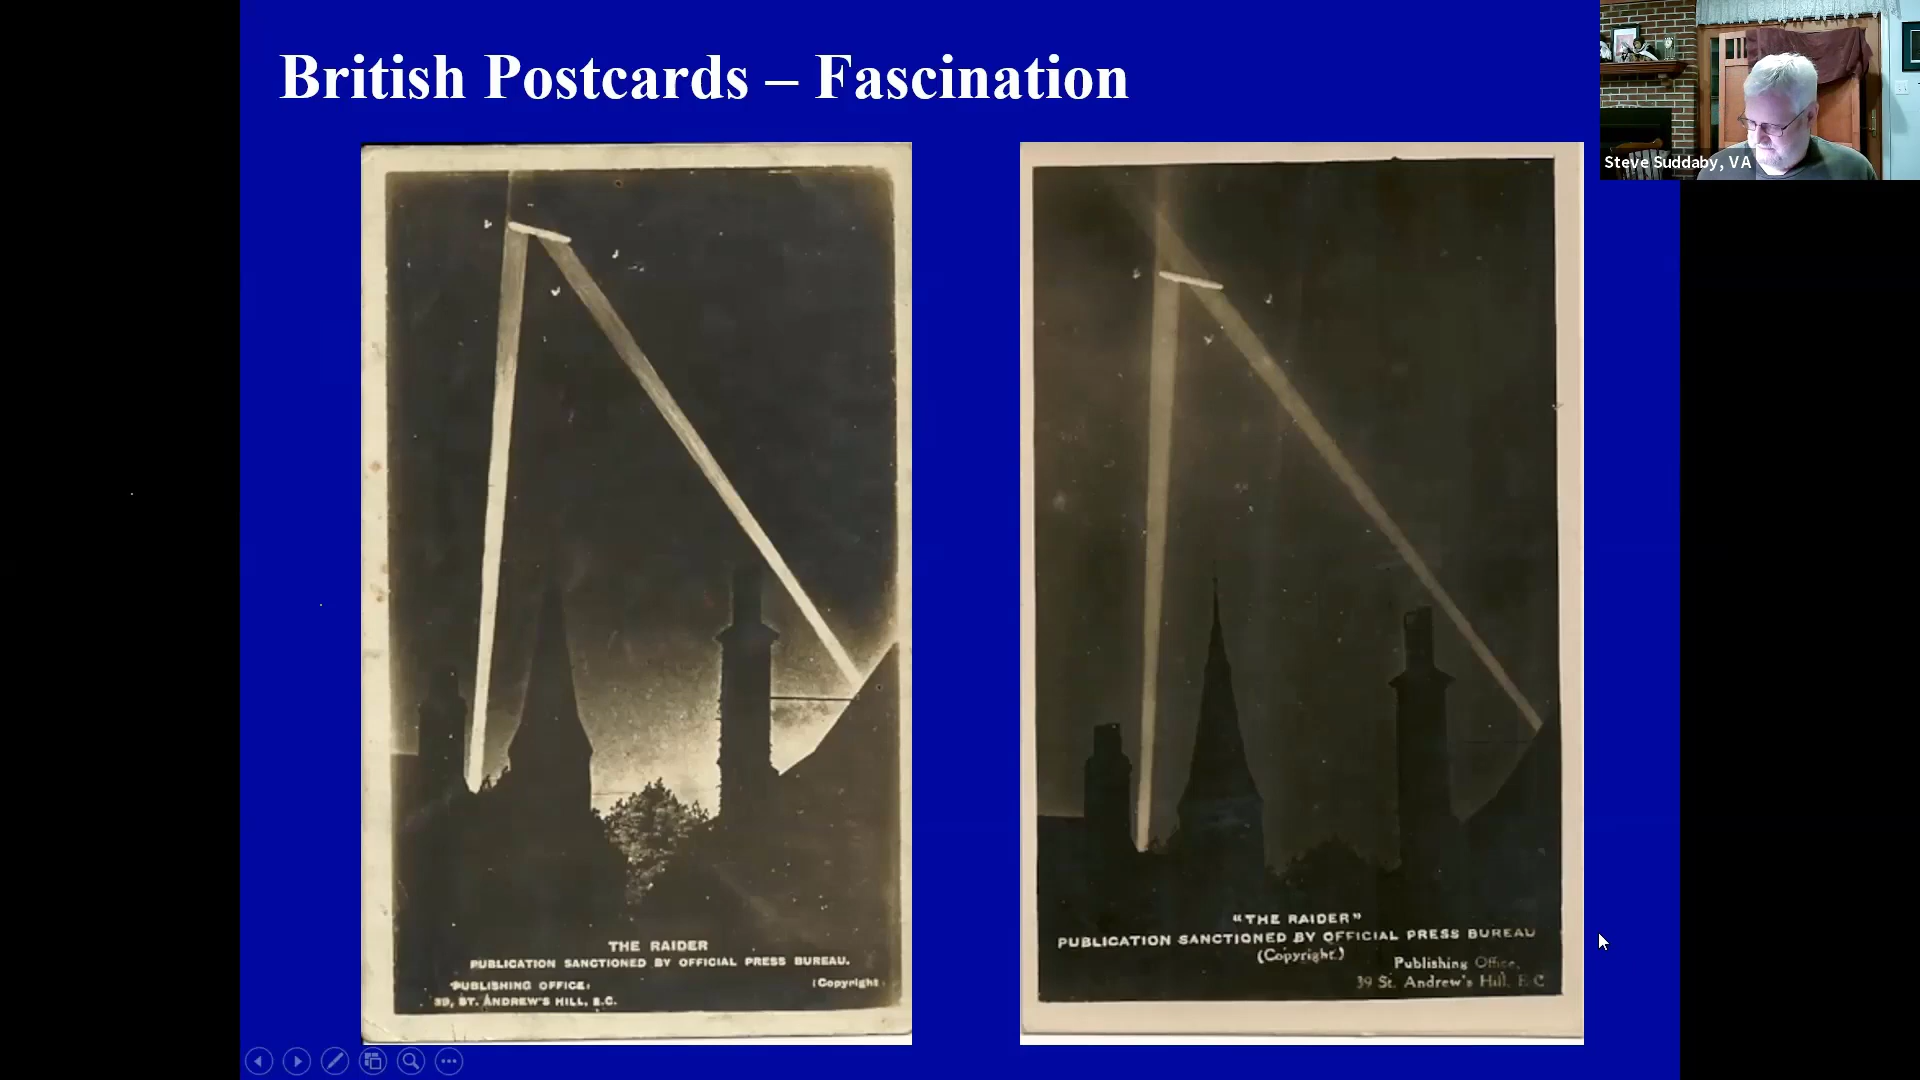 British Postcards – Fascination
Steve Suddaby, VA
THE RAIDER
PUBLICATION SANCTIONED BY OFFICIAL PRESS BUREAU.
PUBLISHING OFFICE:
(Copyright
39, ST. ANDREW'S HILL, E.C.
"THE RAIDER"
PUBLICATION SANCTIONED BY OFFICIAL PRESS BUREAU
(Copyright.)
Publishing Office,
39 St. Andrew's Hill, E C